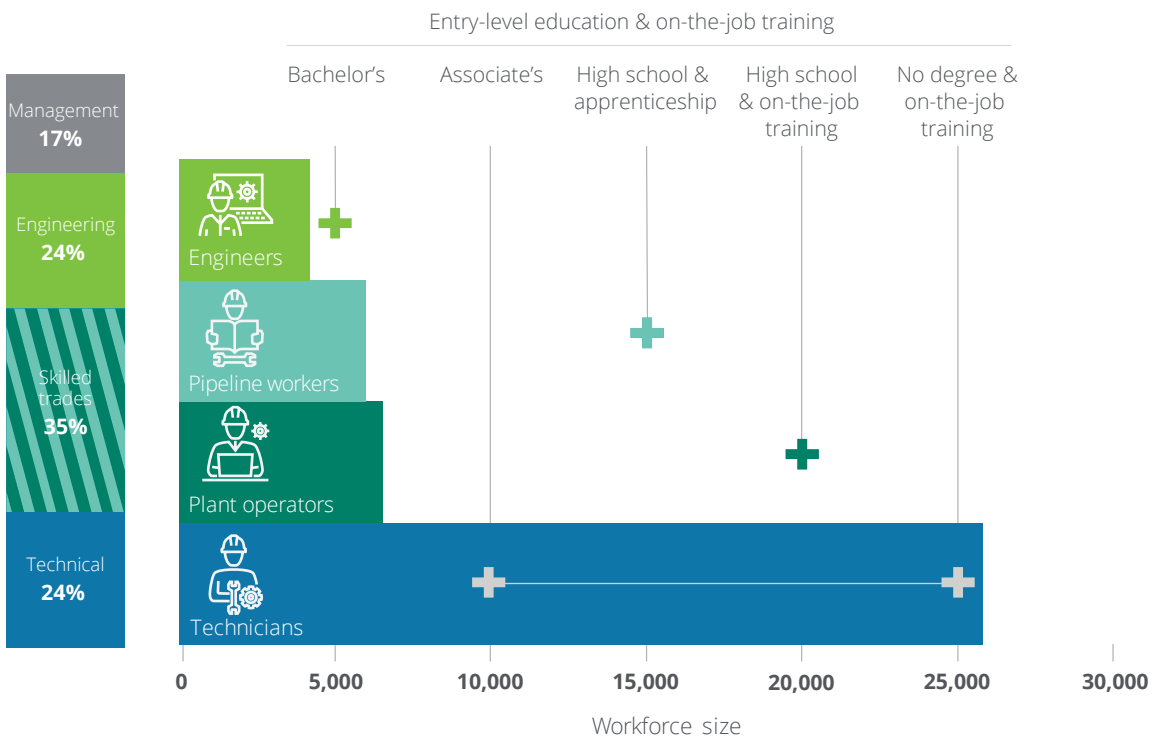 Entry-level education & on-the-job training
Bachelor's
Associate's
High school &
apprenticeship
High school
& on-the-job
training
No degree &
on-the-job
training
Management
17%
Engineering
24%
Skilled
trades
35%
Technical
24%
Engineers
Pipeline workers
Plant operators
Technicians
0
5,000
10,000
15,000
20,000
25,000
30,000
Workforce size